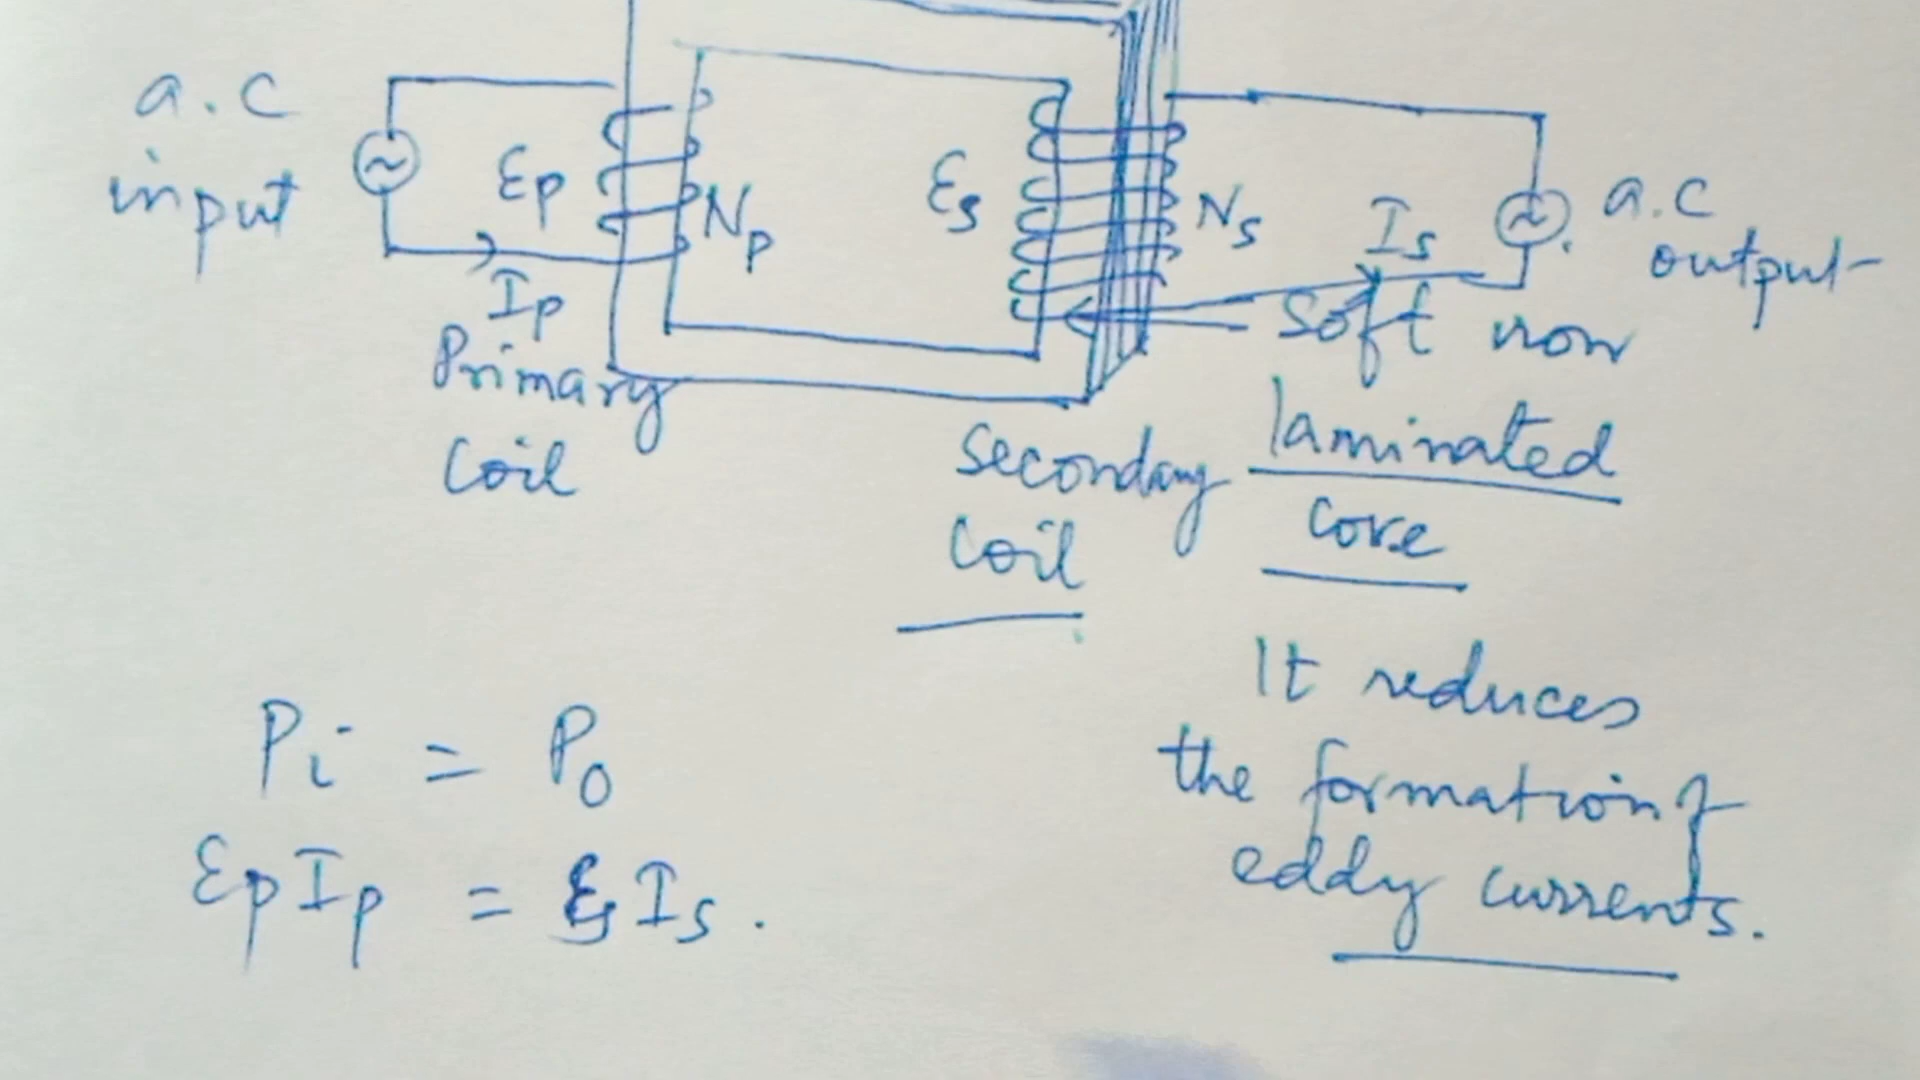 a.c
input
Ep
Np
Ip
Primary
Coil
Es
Ns
Is
a.c
output
Soft iron
laminated
core
Secondary
Coil
It reduces
the formation of
eddy currents.
Pi = Po
EpIp = EsIs.